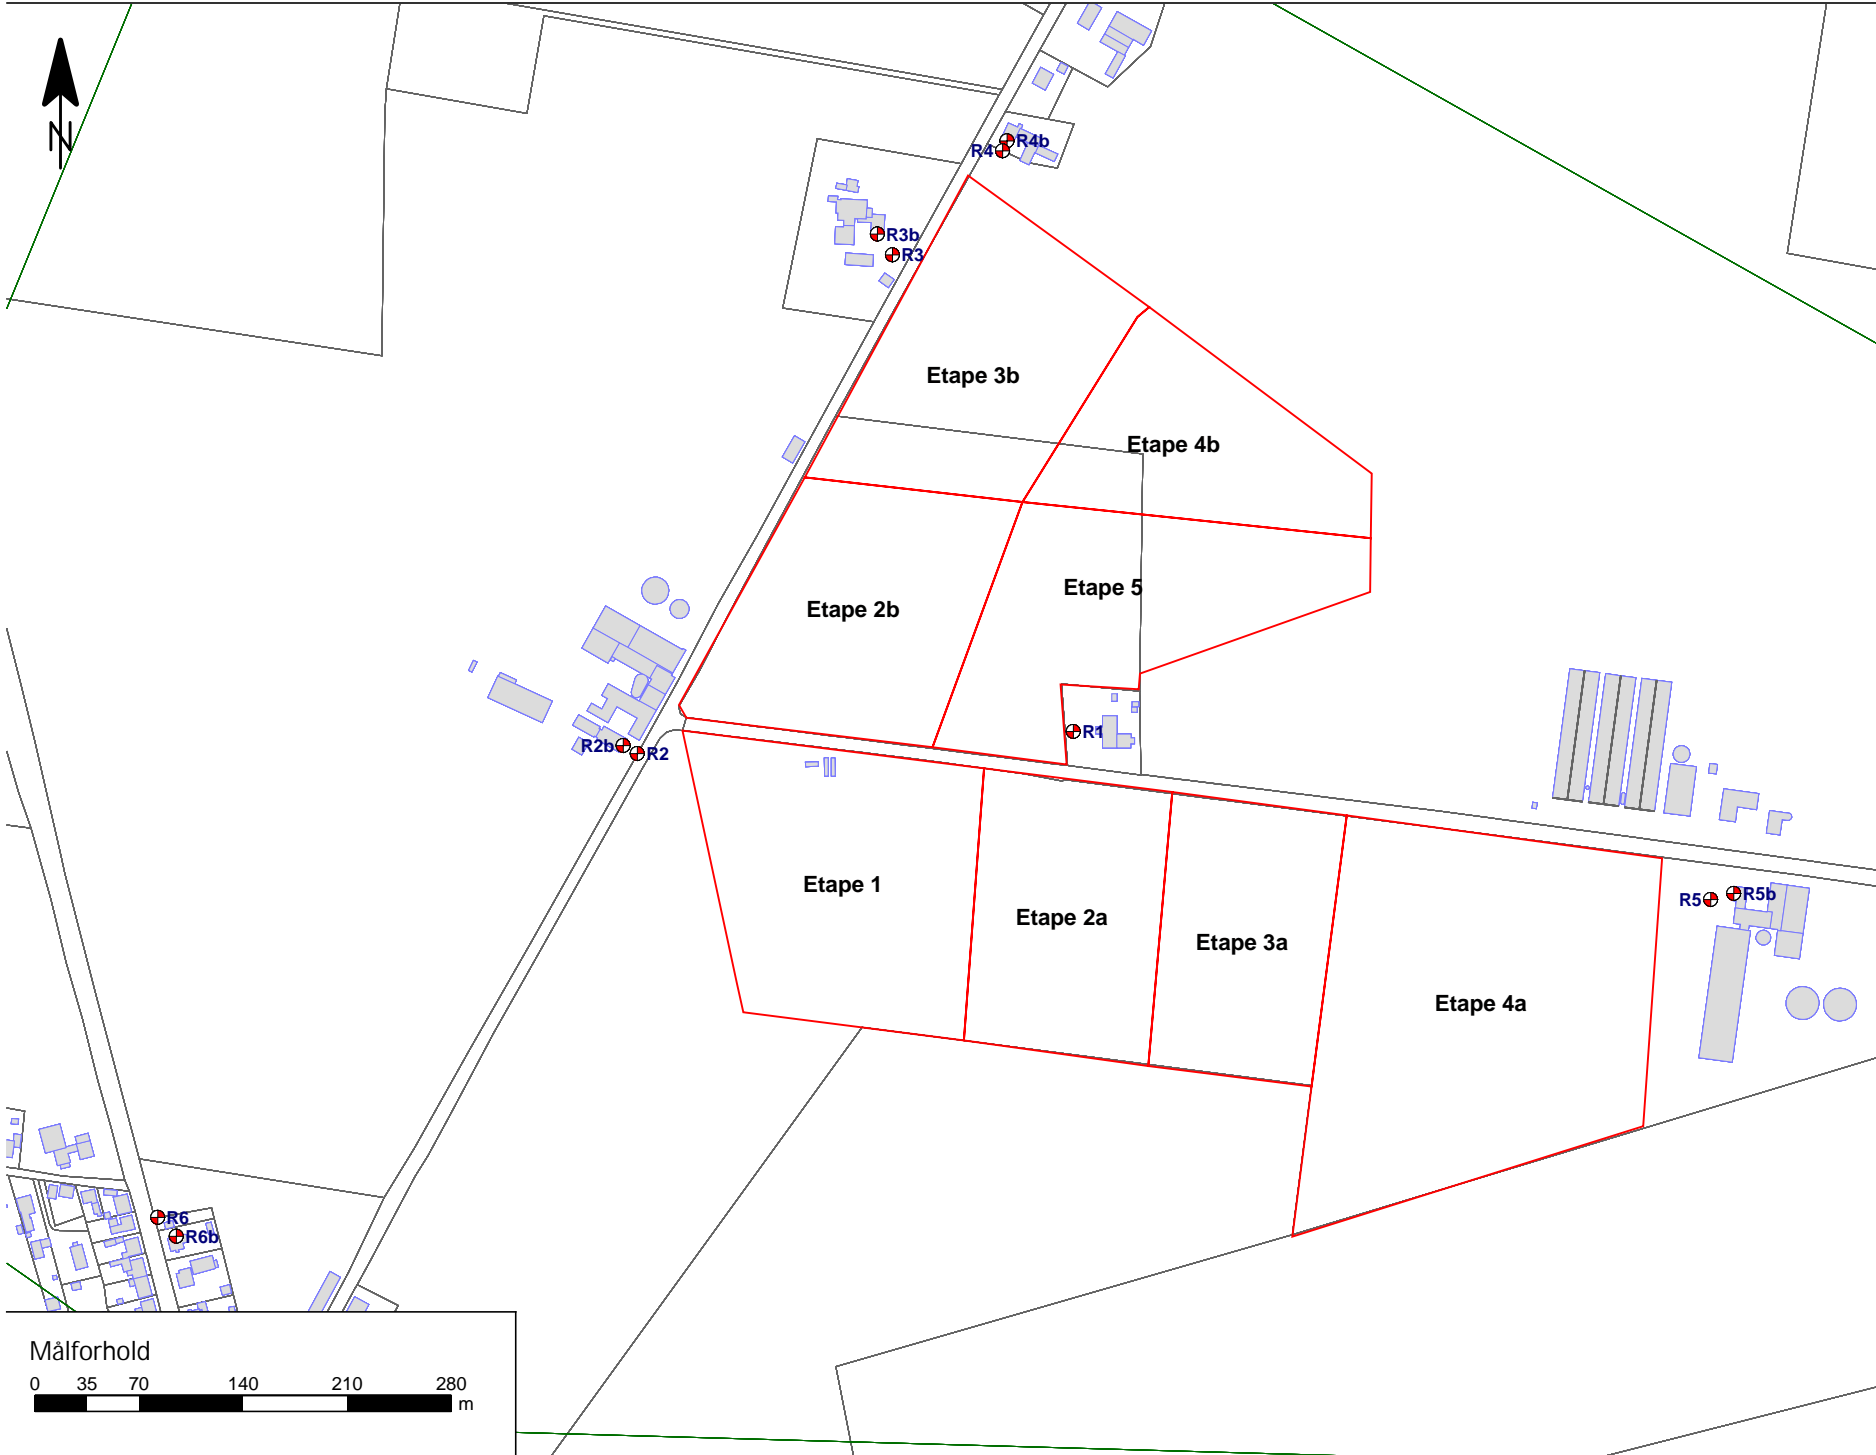 N
R4b
R4
R3b
R3
Etape 3b
Etape 4b
Etape 5
Etape 2b
R1
R2b
R2
Etape 1
R5b
R5
Etape 2a
Etape 3a
Etape 4a
R6
R6b
Målforhold
0 35 70 140 210 280
m